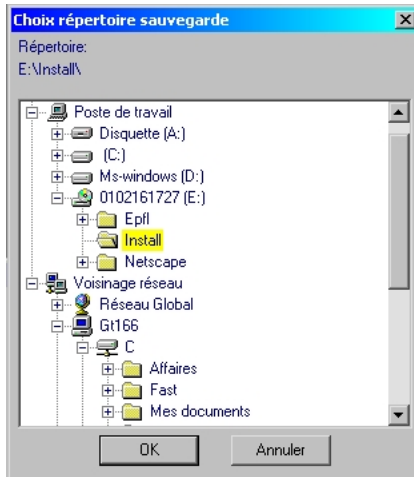 Choix répertoire sauvegarde
Répertoire:
E:\Install\
Poste de travail
Disquette (A:)
(C:)
Ms-windows (D:)
0102161727 (E:)
Epfl
Install
Netscape
Voisinage réseau
Réseau Global
Gt166
C
Affaires
Fast
Mes documents
OK Annuler